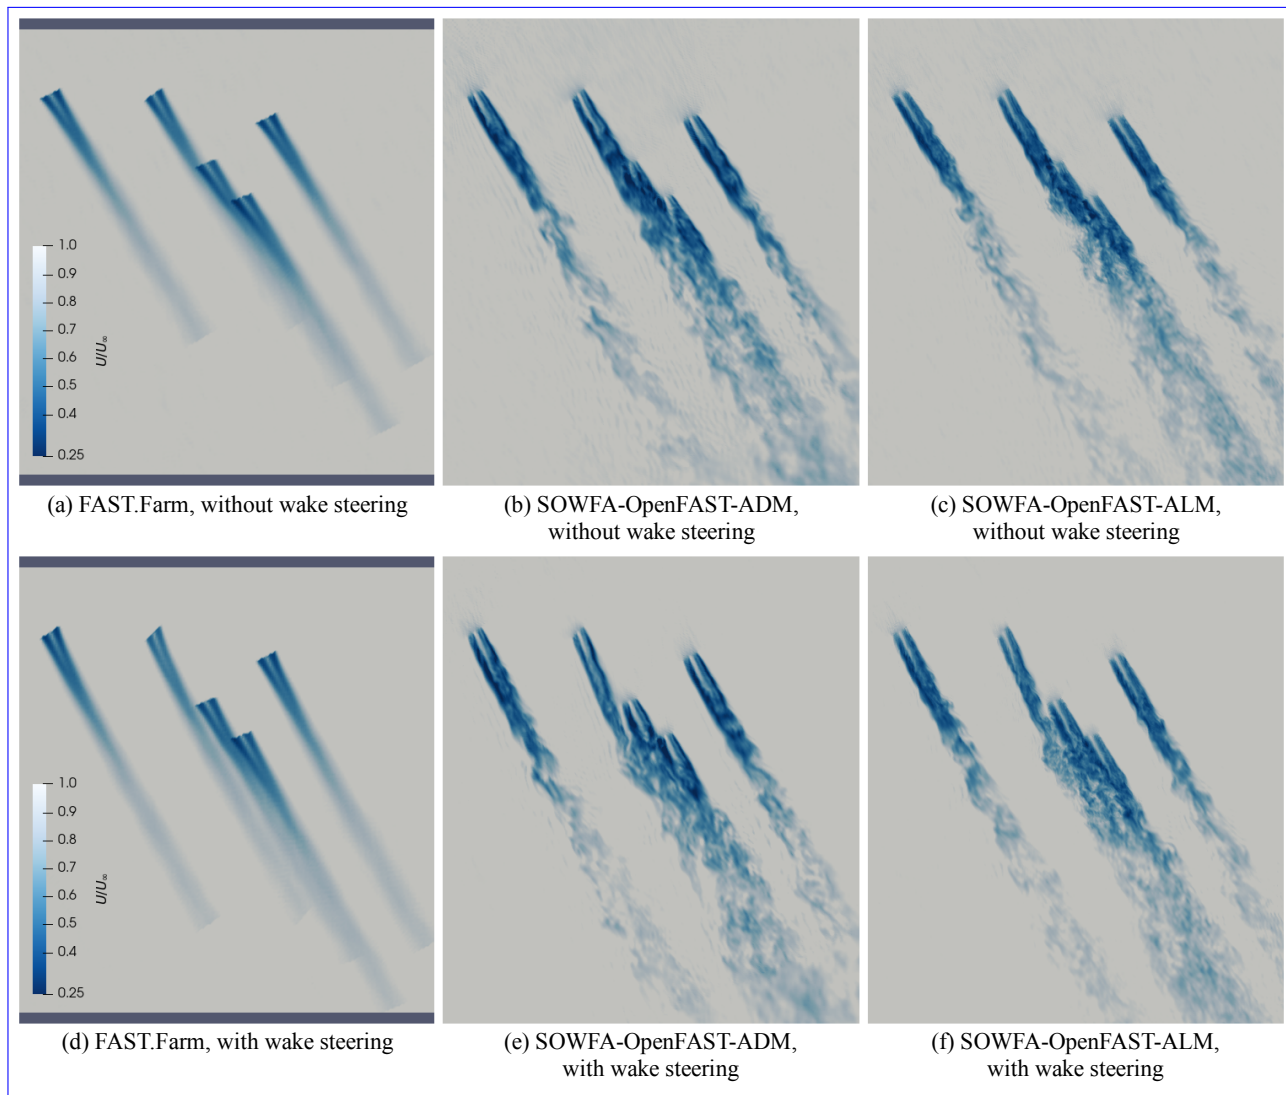 1.0
0.9
0.8
0.7
0.6
0.5
0.4
0.25
U/U∞
(a) FAST.Farm, without wake steering
(b) SOWFA-OpenFAST-ADM,
without wake steering
(c) SOWFA-OpenFAST-ALM,
without wake steering
1.0
0.9
0.8
0.7
0.6
0.5
0.4
0.25
U/U∞
(d) FAST.Farm, with wake steering
(e) SOWFA-OpenFAST-ADM,
with wake steering
(f) SOWFA-OpenFAST-ALM,
with wake steering